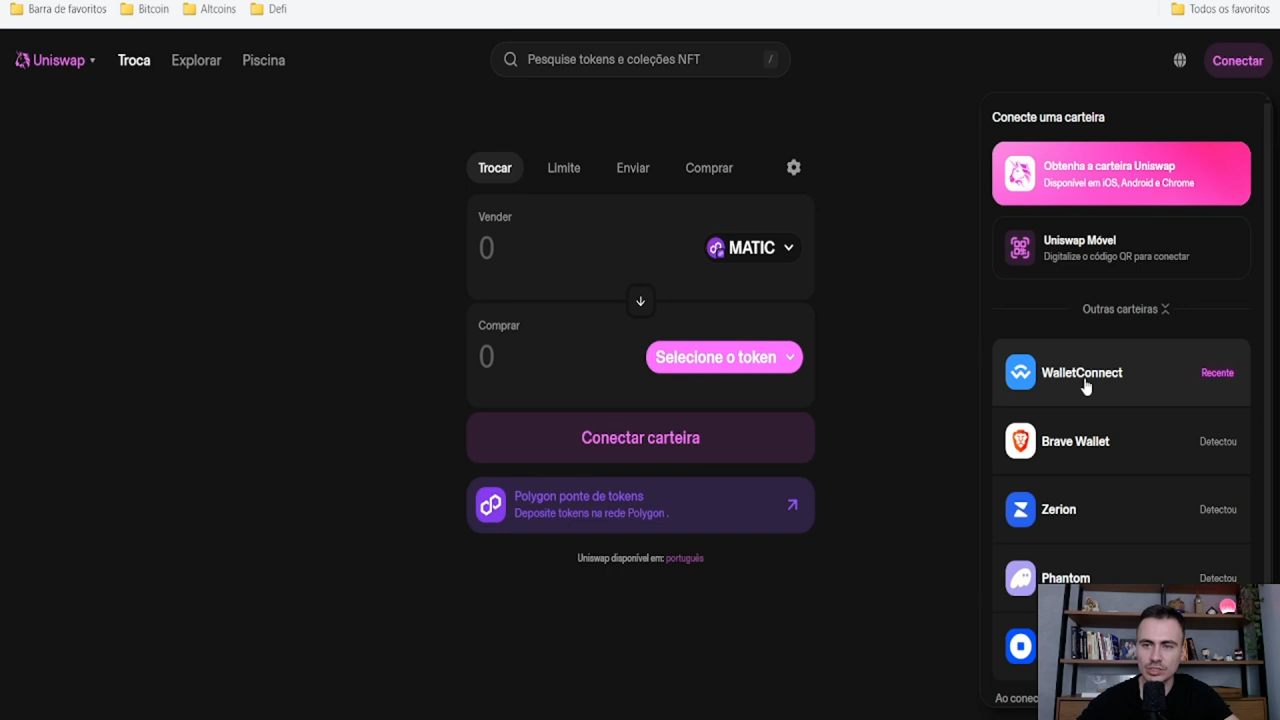 Barra de favoritos
Bitcoin
Altcoins
Defi
Todos os favoritos
Uniswap
Troca
Explorar
Piscina
Pesquise tokens e coleções NFT
/
Conectar
Trocar
Limite
Enviar
Comprar
Vender
0
MATIC
Comprar
0
Selecione o token
Conectar carteira
Polygon ponte de tokens
Deposite tokens na rede Polygon .
Uniswap disponível em: português
Conecte uma carteira
Obtenha a carteira Uniswap
Disponível em iOS, Android e Chrome
Uniswap Móvel
Digitalize o código QR para conectar
Outras carteiras
WalletConnect
Recente
Brave Wallet
Detectou
Zerion
Detectou
Phantom
Detectou
Ao conec